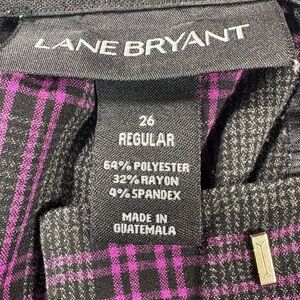 LANE BRYANT
26
REGULAR
64% POLYESTER
32% RAYON
4% SPANDEX
MADE IN
GUATEMALA